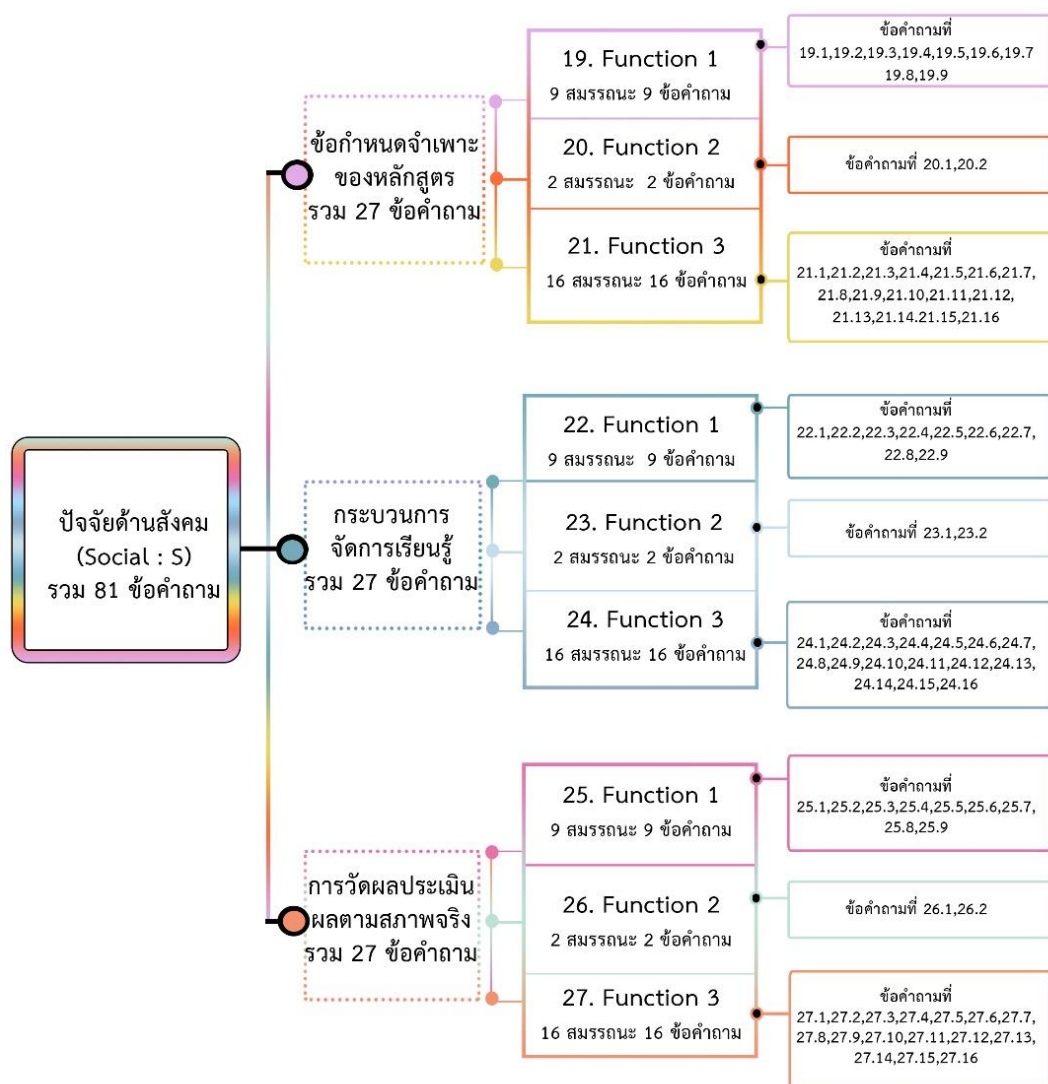 ปัจจัยด้านสังคม
(Social : S)
รวม 81 ข้อคำถาม
ข้อกำหนดจำเพาะ
ของหลักสูตร
รวม 27 ข้อคำถาม
19. Function 1
9 สมรรถนะ 9 ข้อคำถาม
ข้อคำถามที่
19.1,19.2,19.3,19.4,19.5,19.6,19.7
19.8,19.9
20. Function 2
2 สมรรถนะ 2 ข้อคำถาม
ข้อคำถามที่ 20.1,20.2
21. Function 3
16 สมรรถนะ 16 ข้อคำถาม
ข้อคำถามที่
21.1,21.2,21.3,21.4,21.5,21.6,21.7,
21.8,21.9,21.10,21.11,21.12,
21.13,21.14.21.15,21.16
กระบวนการ
จัดการเรียนรู้
รวม 27 ข้อคำถาม
22. Function 1
9 สมรรถนะ 9 ข้อคำถาม
ข้อคำถามที่
22.1,22.2,22.3,22.4,22.5,22.6,22.7,
22.8,22.9
23. Function 2
2 สมรรถนะ 2 ข้อคำถาม
ข้อคำถามที่ 23.1,23.2
24. Function 3
16 สมรรถนะ 16 ข้อคำถาม
ข้อคำถามที่
24.1,24.2,24.3,24.4,24.5,24.6,24.7,
24.8,24.9,24.10,24.11,24.12,24.13,
24.14,24.15,24.16
การวัดผลประเมิน
ผลตามสภาพจริง
รวม 27 ข้อคำถาม
25. Function 1
9 สมรรถนะ 9 ข้อคำถาม
ข้อคำถามที่
25.1,25.2,25.3,25.4,25.5,25.6,25.7,
25.8,25.9
26. Function 2
2 สมรรถนะ 2 ข้อคำถาม
ข้อคำถามที่ 26.1,26.2
27. Function 3
16 สมรรถนะ 16 ข้อคำถาม
ข้อคำถามที่
27.1,27.2,27.3,27.4,27.5,27.6,27.7,
27.8,27.9,27.10,27.11,27.12,27.13,
27.14,27.15,27.16